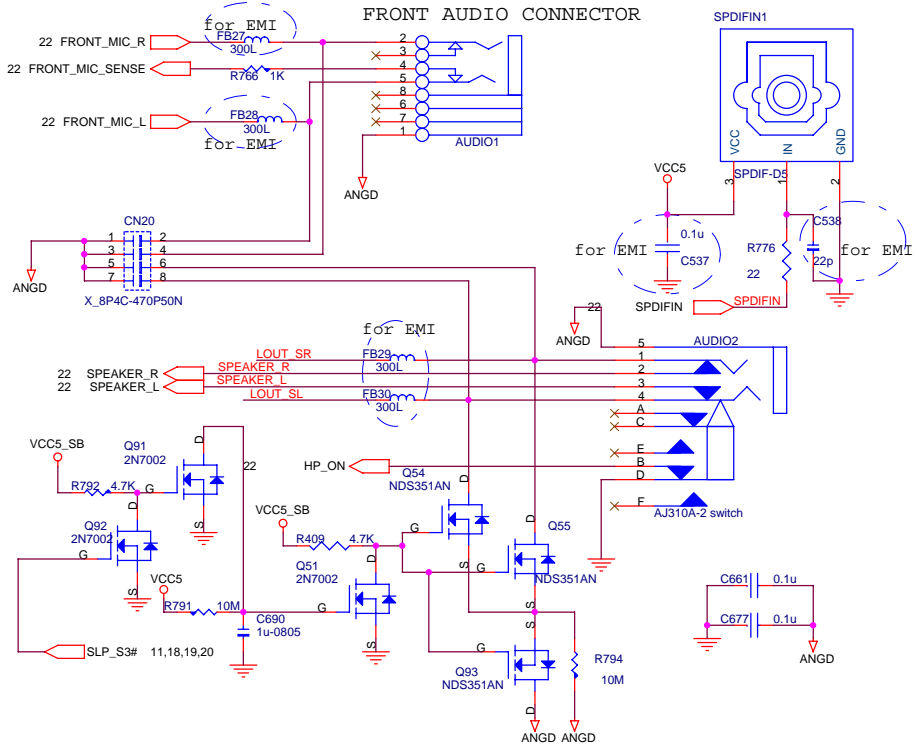 FRONT AUDIO CONNECTOR
for EMI
FB27
300L
22 FRONT_MIC_R
22 FRONT_MIC_SENSE
R766 1K
22 FRONT_MIC_L
FB28
300L
for EMI
2
3
4
5
8
6
7
1
AUDIO1
ANGD
SPDIFIN1
VCC
IN
GND
SPDIF-D5
3
1
2
VCC5
0.1u
for EMI
C537
R776
22
C538
22p
for EMI
SPDIFIN
SPDIFIN
CN20
1 2
3 4
5 6
7 8
ANGD
X_8P4C-470P50N
22
ANGD
for EMI
LOUT_SR
FB29
300L
22 SPEAKER_R
SPEAKER_R
22 SPEAKER_L
SPEAKER_L
LOUT_SL
FB30
300L
AUDIO2
5
1
2
3
4
A
C
E
B
D
F
AJ310A-2 switch
HP_ON
VCC5_SB
Q91
2N7002
D
G
S
22
R792 4.7K
Q92
2N7002
D
G
S
VCC5
R791 10M
C690
1u-0805
SLP_S3# 11,18,19,20
VCC5_SB
R409 4.7K
Q51
2N7002
D
G
S
Q54
NDS351AN
D
G
S
Q55
NDS351AN
D
G
S
Q93
NDS351AN
S
G
D
R794
10M
ANGD ANGD
C661 0.1u
C677 0.1u
ANGD